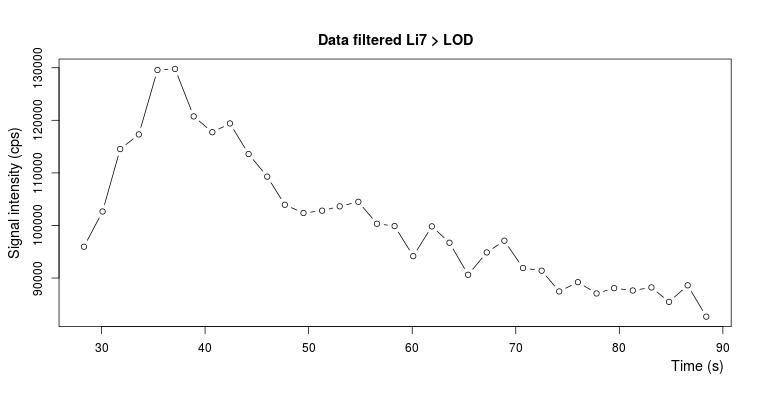 Data filtered Li7 > LOD
Signal intensity (cps)
130000
120000
110000
100000
90000
30 40 50 60 70 80 90
Time (s)